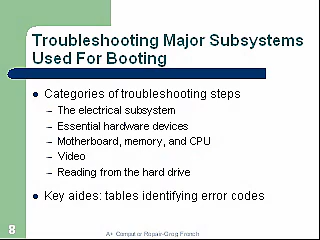 Troubleshooting Major Subsystems
Used For Booting
● Categories of troubleshooting steps
– The electrical subsystem
– Essential hardware devices
– Motherboard, memory, and CPU
– Video
– Reading from the hard drive
● Key aides: tables identifying error codes
8
A+ Computer Repair-Greg French